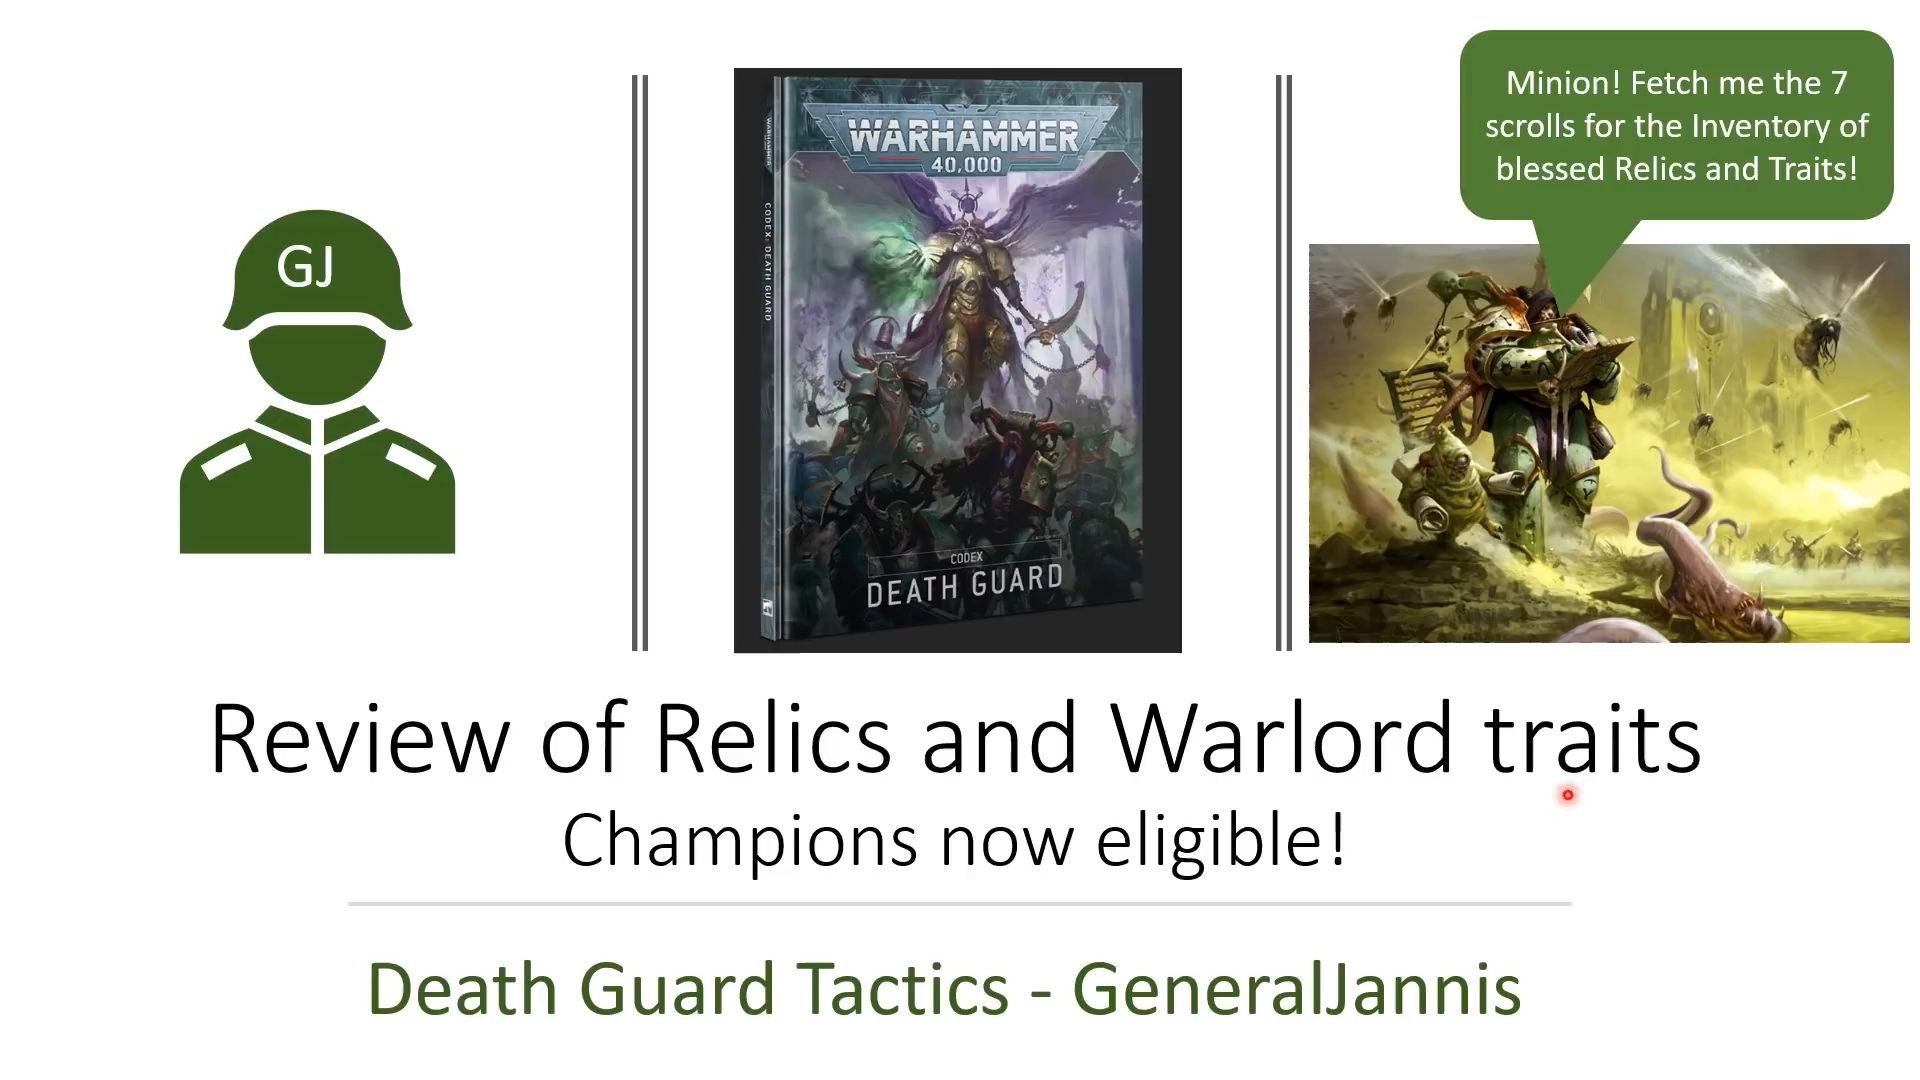 GJ
WARHAMMER
40,000
WARHAMMER
CODEX: DEATH GUARD
CODEX
DEATH GUARD
Minion! Fetch me the 7
scrolls for the Inventory of
blessed Relics and Traits!
Review of Relics and Warlord traits
Champions now eligible!
Death Guard Tactics - GeneralJannis